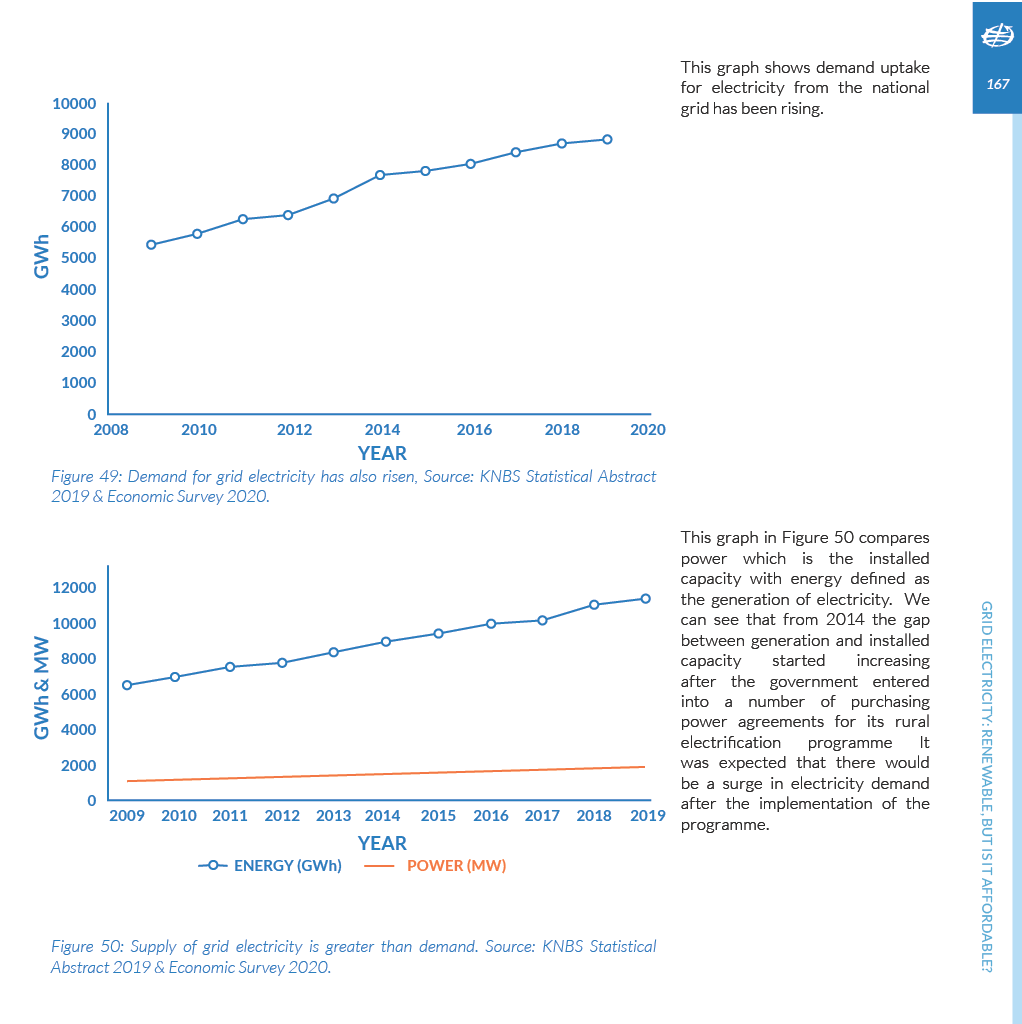 167
This graph shows demand uptake
for electricity from the national
grid has been rising.
10000
9000
8000
7000
6000
5000
4000
3000
2000
1000
0
GWh
2008 2010 2012 2014 2016 2018 2020
YEAR
Figure 49: Demand for grid electricity has also risen, Source: KNBS Statistical Abstract
2019 & Economic Survey 2020.
This graph in Figure 50 compares
power which is the installed
capacity with energy defined as
the generation of electricity. We
can see that from 2014 the gap
between generation and installed
capacity started increasing
after the government entered
into a number of purchasing
power agreements for its rural
electrification programme It
was expected that there would
be a surge in electricity demand
after the implementation of the
programme.
12000
10000
8000
6000
4000
2000
0
GWh & MW
2009 2010 2011 2012 2013 2014 2015 2016 2017 2018 2019
YEAR
ENERGY (GWh) POWER (MW)
Figure 50: Supply of grid electricity is greater than demand. Source: KNBS Statistical
Abstract 2019 & Economic Survey 2020.
GRID ELECTRICITY: RENEWABLE, BUT IS IT AFFORDABLE?